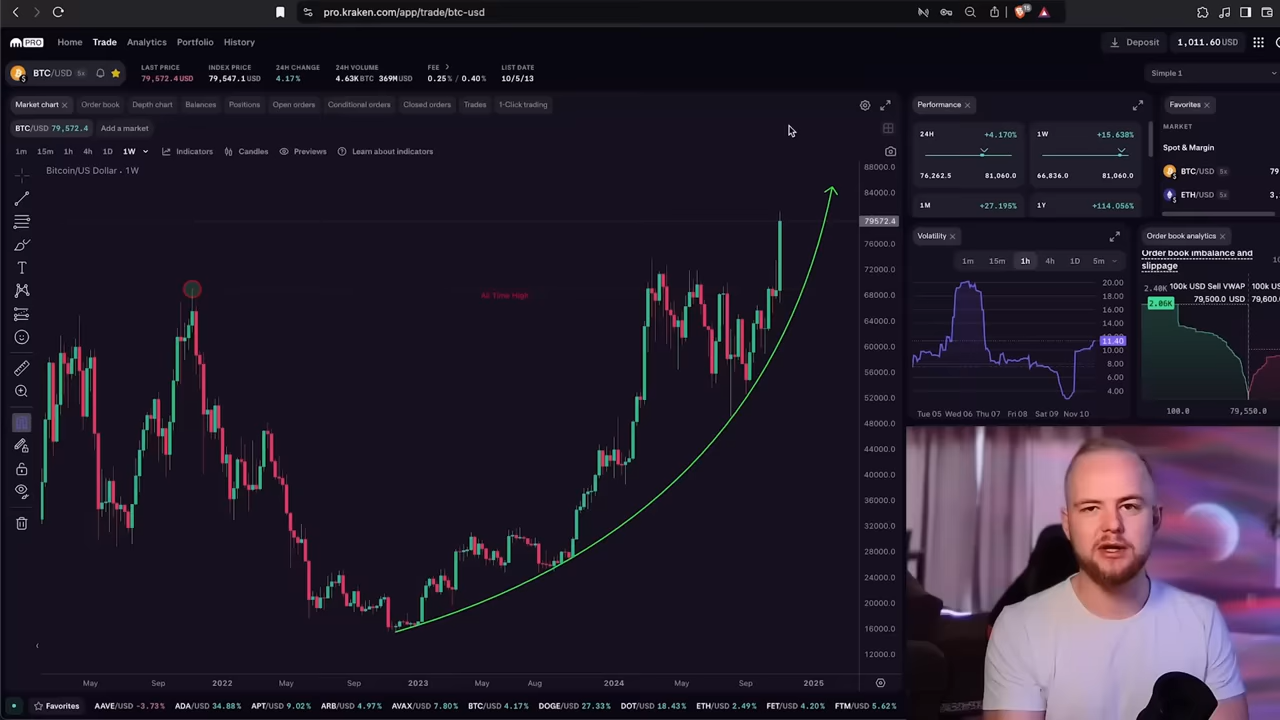 pro.kraken.com/app/trade/btc-usd
15
PRO Home Trade Analytics Portfolio History
Deposit 1,011.60 USD
BTC/USD 5x
LAST PRICE INDEX PRICE 24H CHANGE 24H VOLUME FEE LIST DATE
79,572.4 USD 79,547.1 USD 4.17% 4.63K BTC 369M USD 0.25% / 0.40% 10/5/13
Simple 1
Market chart Order book Depth chart Balances Positions Open orders Conditional orders Closed orders Trades 1-Click trading
BTC/USD 79,572.4 Add a market
1m 15m 1h 4h 1D 1W Indicators Candles Previews Learn about indicators
Bitcoin/US Dollar · 1W
All Time High
88000.0
84000.0
79572.4
76000.0
72000.0
68000.0
64000.0
60000.0
56000.0
52000.0
48000.0
44000.0
40000.0
36000.0
32000.0
28000.0
24000.0
20000.0
16000.0
12000.0
May Sep 2022 May Sep 2023 May Aug 2024 May Sep 2025
Performance
24H +4.170%
76,262.5 81,060.0
1W +15.638%
66,836.0 81,060.0
1M +27.195%
1Y +114.056%
Favorites
MARKET
Spot & Margin
BTC/USD 5x 79
ETH/USD 5x 3,
Volatility
1m 15m 1h 4h 1D 5m
20.00
18.00
16.00
14.00
11.40
10.00
8.00
6.00
4.00
Tue 05 Wed 06 Thu 07 Fri 08 Sat 09 Nov 10
Order book analytics
Order book imbalance and
slippage
2.40K 100k USD Sell VWAP 100k US
2.06K 79,500.0 USD 79,600.
100.0 79,550.0
Favorites AAVE/USD -3.73% ADA/USD 34.88% APT/USD 9.02% ARB/USD 4.97% AVAX/USD 7.80% BTC/USD 4.17% DOGE/USD 27.33% DOT/USD 18.43% ETH/USD 2.49% FET/USD 4.20% FTM/USD 5.62%